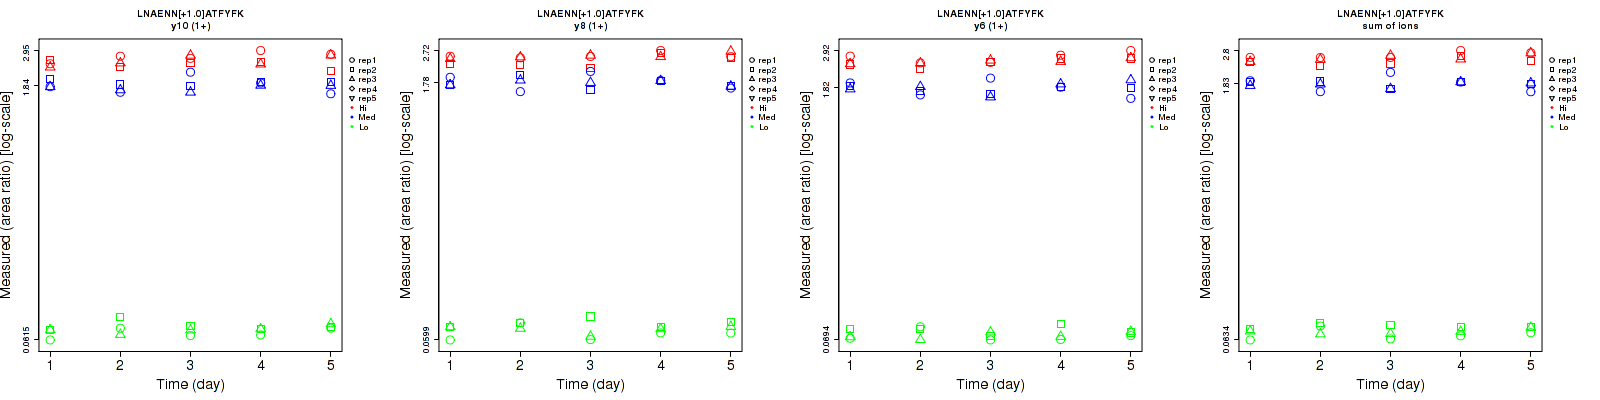 LNAENN[+1.0]ATFYFK
y10 (1+)
Measured (area ratio) [log-scale]
2.95
1.84
0.0615
1 2 3 4 5
Time (day)
rep1
rep2
rep3
rep4
rep5
Hi
Med
Lo
LNAENN[+1.0]ATFYFK
y8 (1+)
Measured (area ratio) [log-scale]
2.72
1.78
0.0599
1 2 3 4 5
Time (day)
rep1
rep2
rep3
rep4
rep5
Hi
Med
Lo
LNAENN[+1.0]ATFYFK
y6 (1+)
Measured (area ratio) [log-scale]
2.92
1.82
0.0694
1 2 3 4 5
Time (day)
rep1
rep2
rep3
rep4
rep5
Hi
Med
Lo
LNAENN[+1.0]ATFYFK
sum of ions
Measured (area ratio) [log-scale]
2.8
1.83
0.0634
1 2 3 4 5
Time (day)
rep1
rep2
rep3
rep4
rep5
Hi
Med
Lo